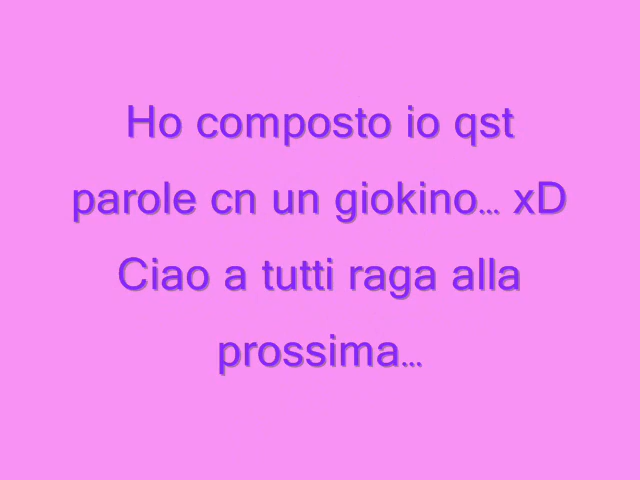 Ho composto io qst
parole cn un giokino... xD
Ciao a tutti raga alla
prossima...